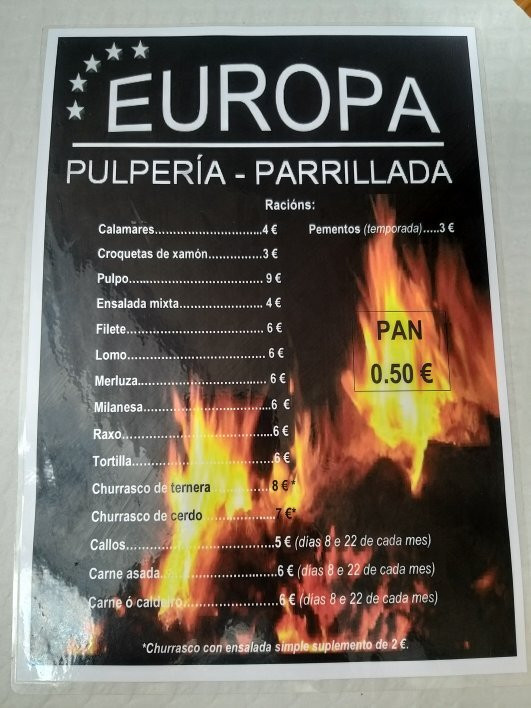 EUROPA
PULPERÍA - PARRILLADA
Racións:
Calamares..............................4 €
Croquetas de xamón...............3 €
Pulpo...................................... 9 €
Ensalada mixta........................ 4 €
Filete....................................... 6 €
Lomo....................................... 6 €
Merluza................................... 6 €
Milanesa..................................6 €
Raxo........................................6 €
Tortilla......................................6 €
Churrasco de ternera ................ 8 €*
Churrasco de cerdo ................... 7 €*
Callos.......................................5 € (días 8 e 22 de cada mes)
Carne asada..............................6 € (días 8 e 22 de cada mes)
Carne ó caldeiro........................6 € (días 8 e 22 de cada mes)
Pementos (temporada).....3 €
PAN
0.50 €
*Churrasco con ensalada simple suplemento de 2 €.